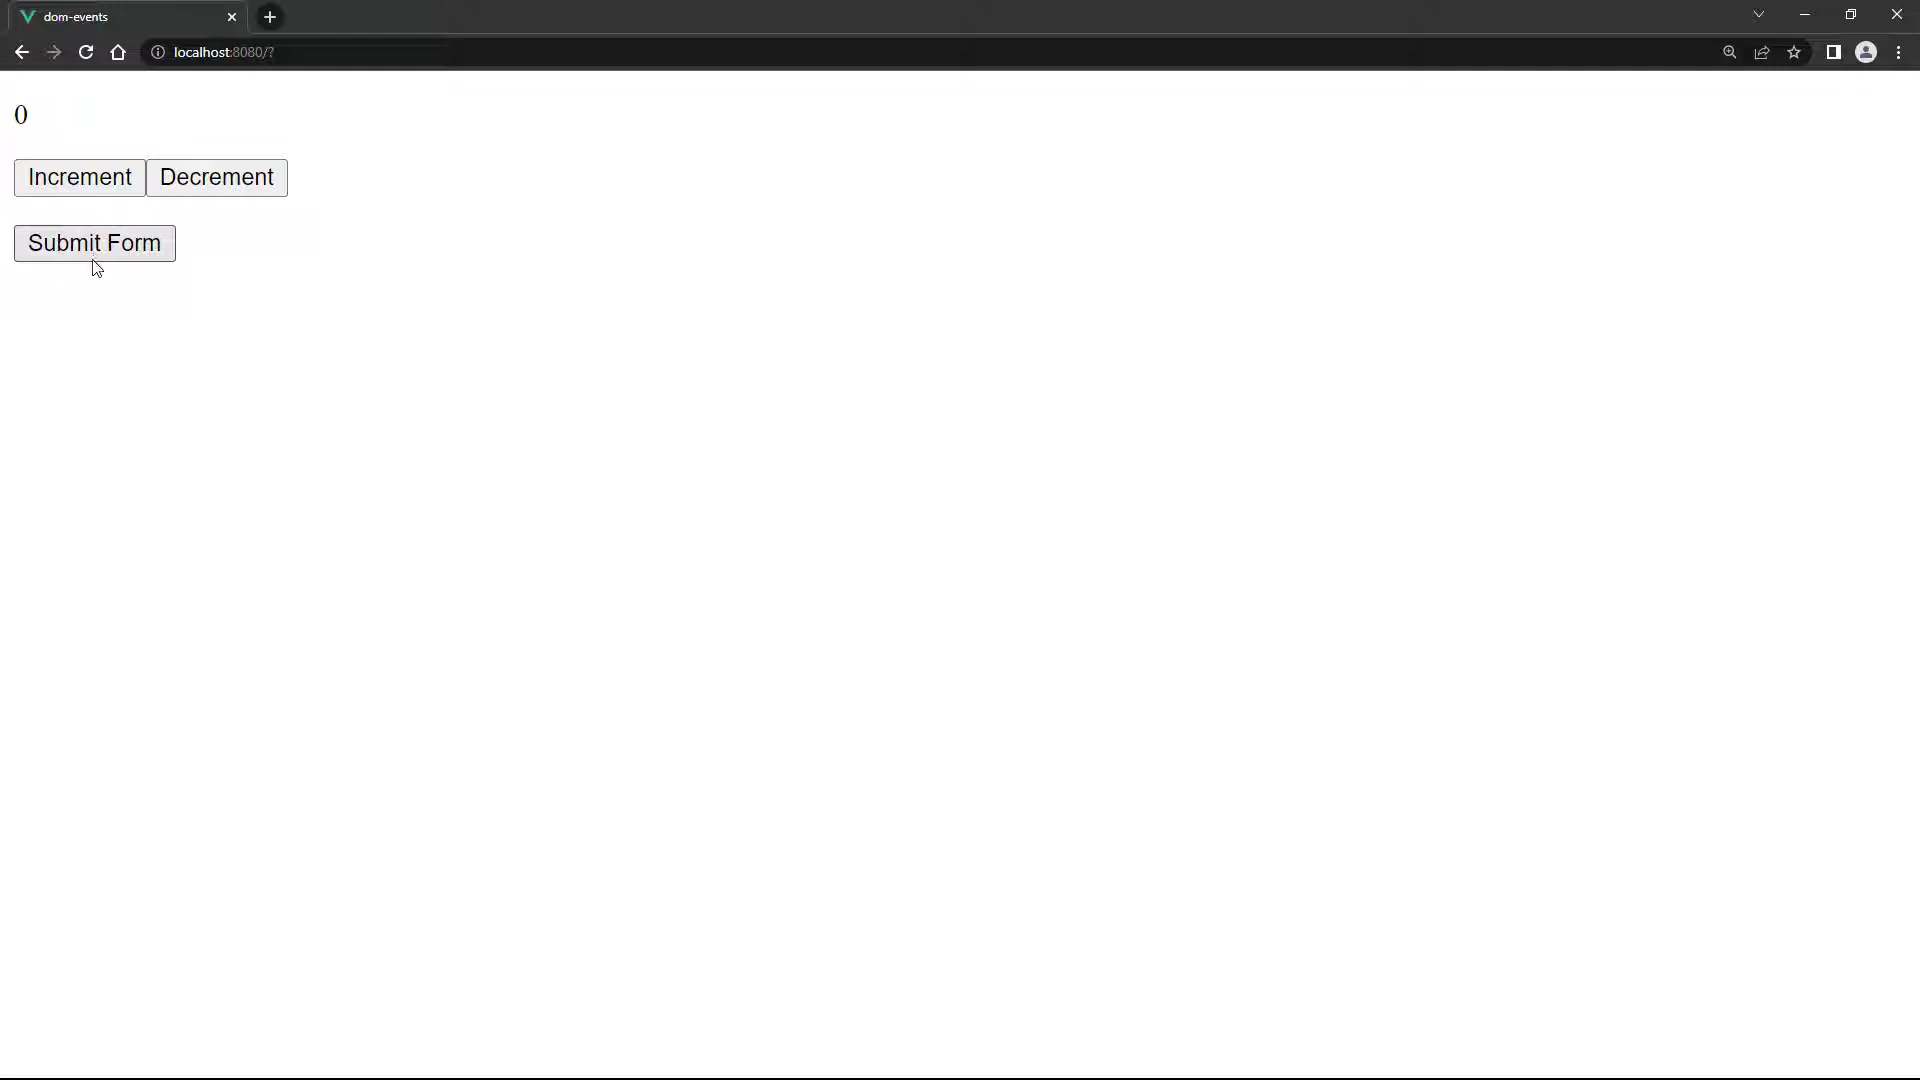 dom-events
localhost:8080/?
0
Increment Decrement
Submit Form